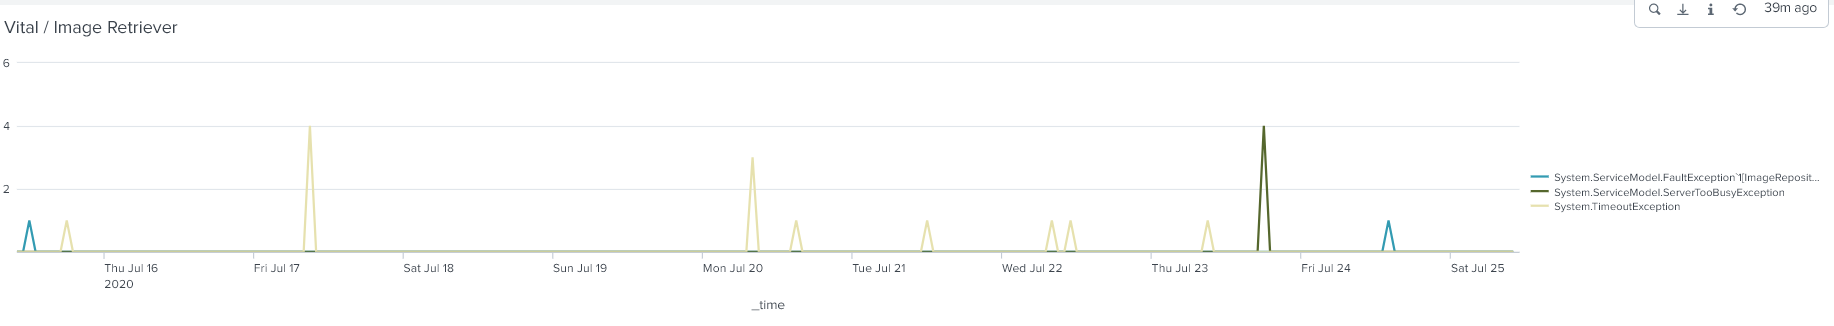 39m ago
Vital / Image Retriever
6
4
2
System.ServiceModel.FaultException`1[ImageReposit...
System.ServiceModel.ServerTooBusyException
System.TimeoutException
Thu Jul 16 Fri Jul 17 Sat Jul 18 Sun Jul 19 Mon Jul 20 Tue Jul 21 Wed Jul 22 Thu Jul 23 Fri Jul 24 Sat Jul 25
2020
_time